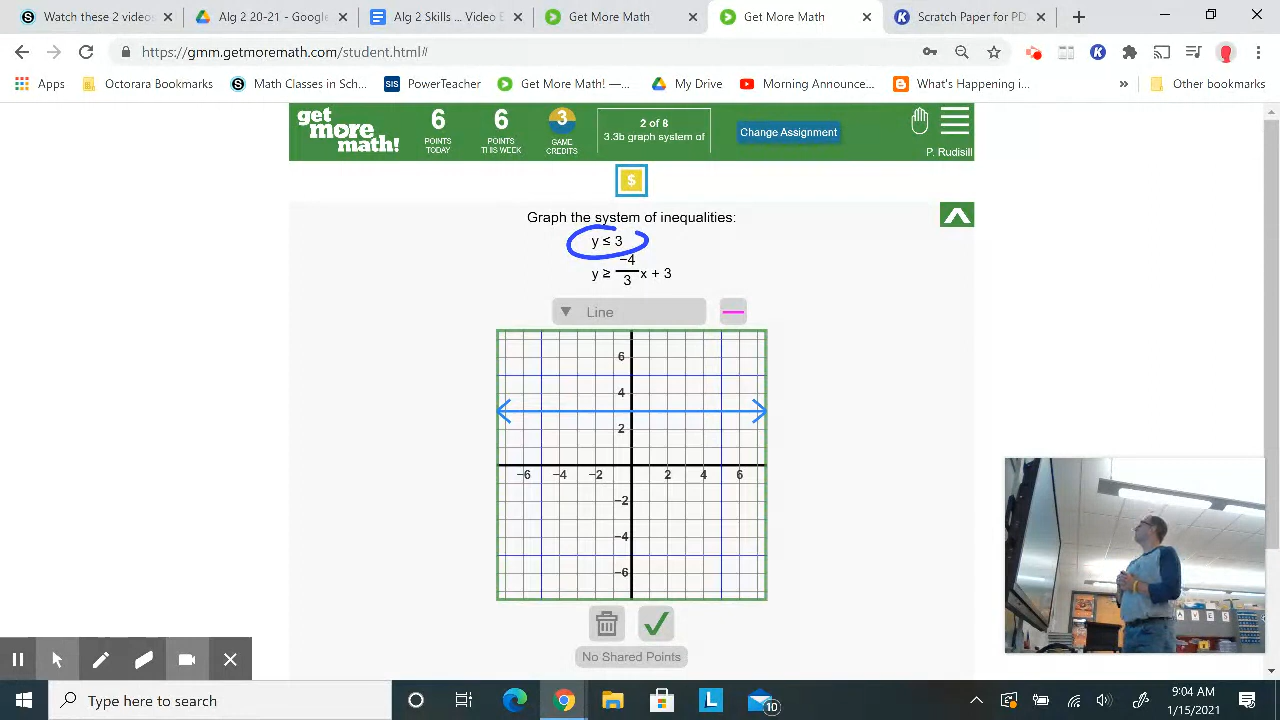 Watch these 2 videos
Alg 2 20-21 - Google
Alg 2 Skills .. Video E
Get More Math!
Get More Math!
Scratch Paper for PD
https://gmm.getmoremath.com/student.html#
Apps
Octorara Bookmarks
Math Classes in Sch...
SIS
PowerTeacher
Get More Math! —...
My Drive
Morning Announce...
What's Happening i...
»
Other bookmarks
get more math!
6 POINTS TODAY
6 POINTS THIS WEEK
3 GAME CREDITS
2 of 8
3.3b graph system of
Change Assignment
P. Rudisill
$
Graph the system of inequalities:
y ≤ 3
y ≥ −4/3 x + 3
Line
6
4
2
−6 −4 −2 2 4 6
−2
−4
−6
No Shared Points
Type here to search
L
10
9:04 AM
1/15/2021